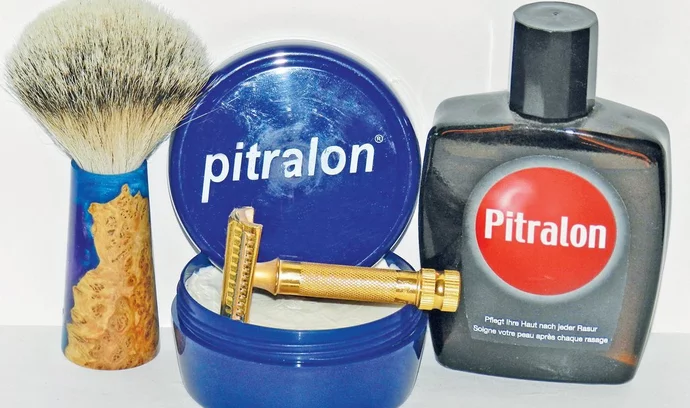 pitralon®
Pitralon
Pflegt Ihre Haut nach jeder Rasur
Soigne votre peau après chaque rasage